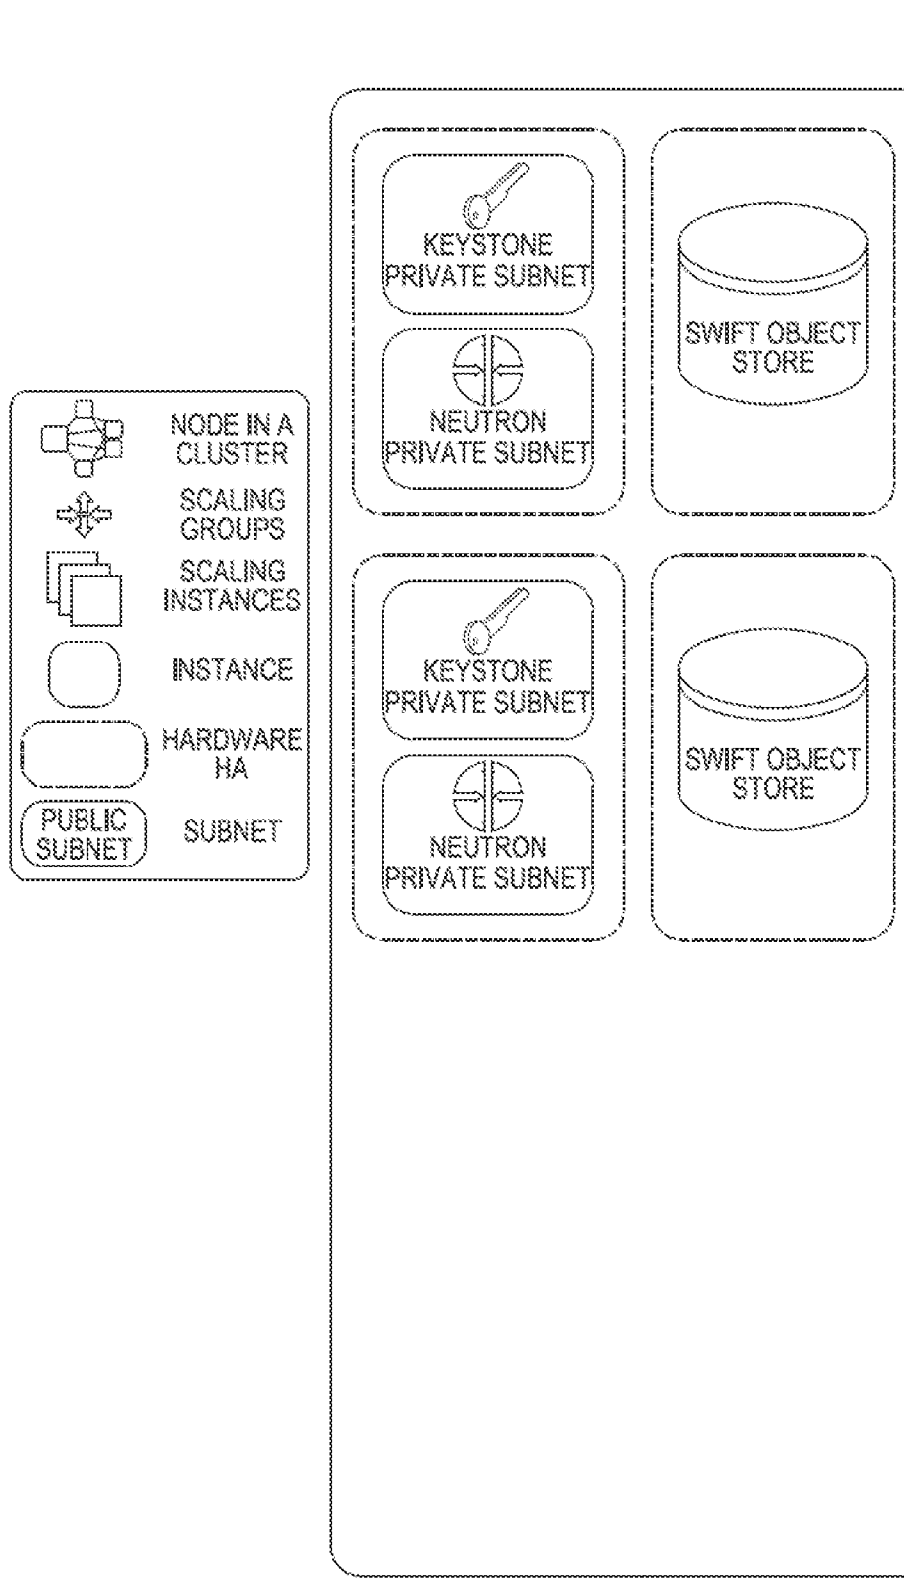 KEYSTONE
PRIVATE SUBNET
NEUTRON
PRIVATE SUBNET
SWIFT OBJECT
STORE
NODE IN A
CLUSTER
SCALING
GROUPS
SCALING
INSTANCES
INSTANCE
HARDWARE
HA
PUBLIC
SUBNET
SUBNET
KEYSTONE
PRIVATE SUBNET
NEUTRON
PRIVATE SUBNET
SWIFT OBJECT
STORE